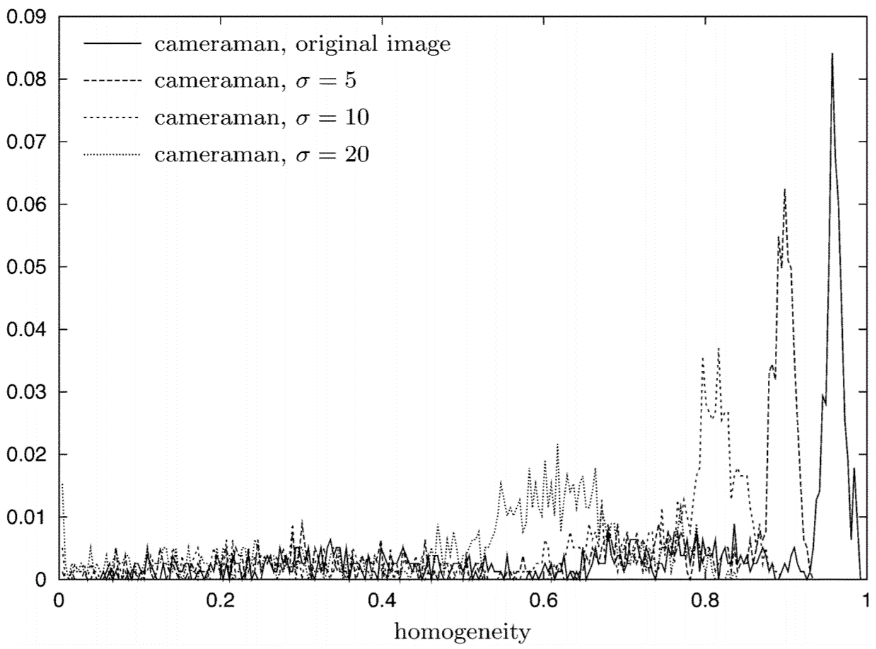 0.09
0.08
0.07
0.06
0.05
0.04
0.03
0.02
0.01
0
cameraman, original image
cameraman, σ = 5
cameraman, σ = 10
cameraman, σ = 20
0 0.2 0.4 0.6 0.8 1
homogeneity